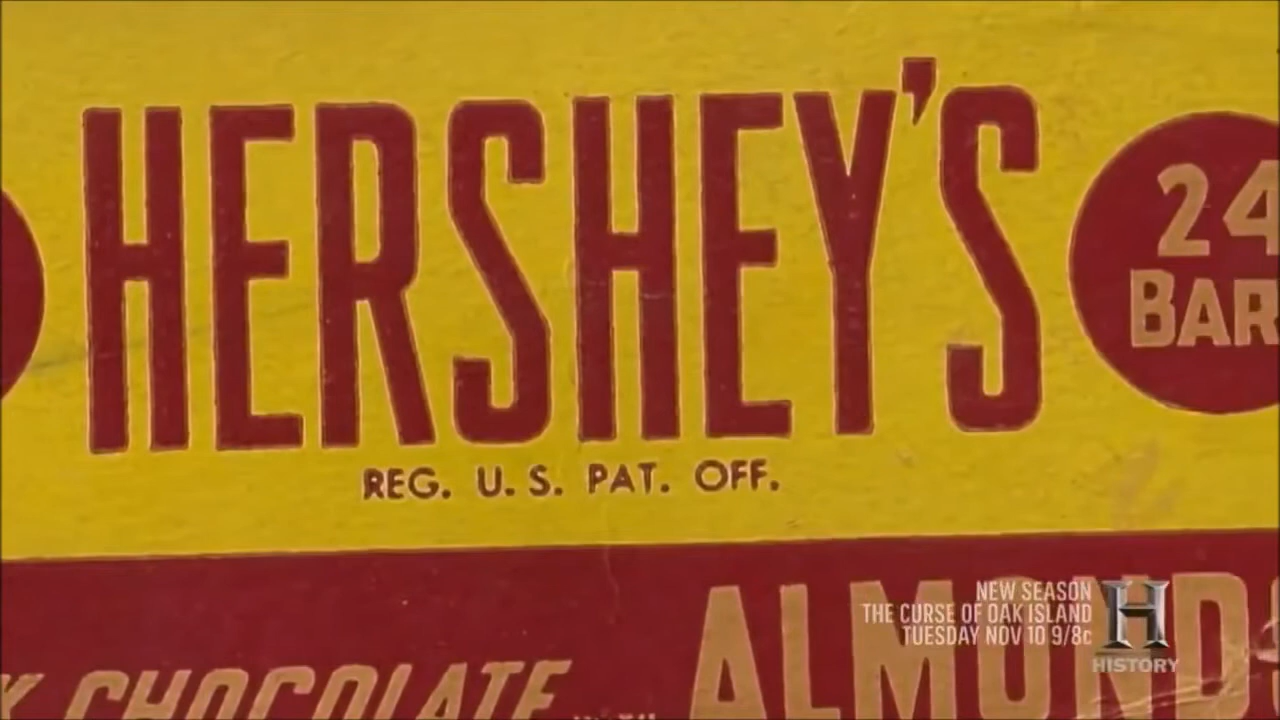 HERSHEY'S
24
BAR
REG. U. S. PAT. OFF.
NEW SEASON
THE CURSE OF OAK ISLAND
TUESDAY NOV 10 9/8c
H
HISTORY
ALMONDS
K CHOCOLATE